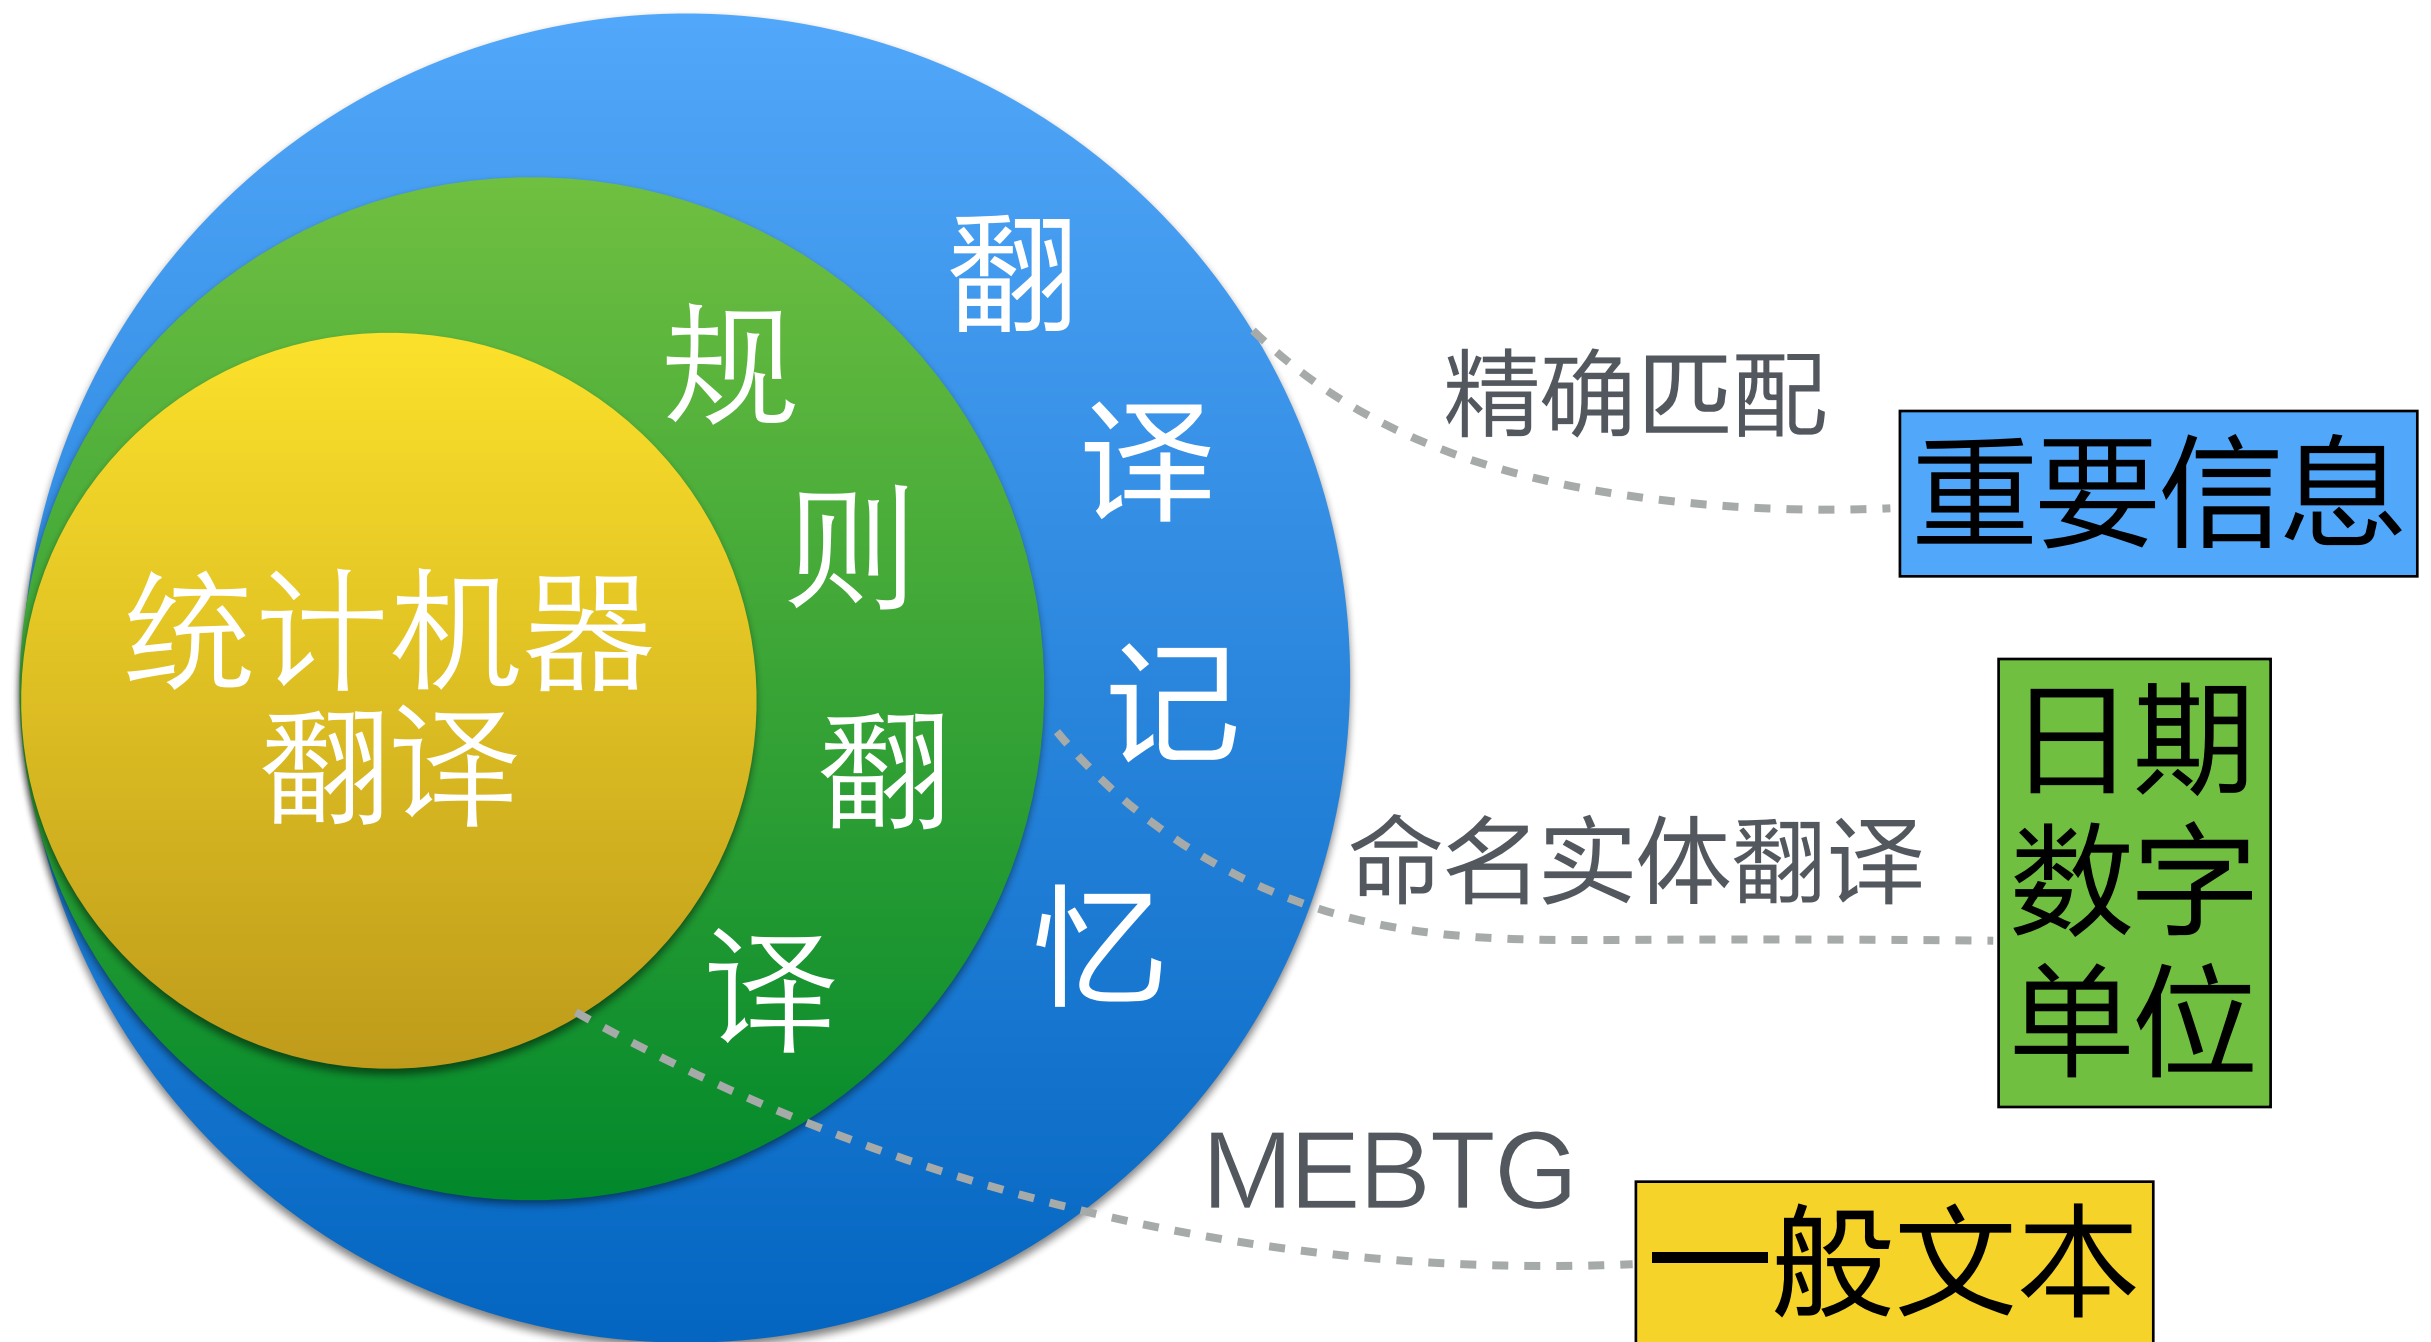 统计机器
翻译
规则翻译
翻译记忆
精确匹配
重要信息
命名实体翻译
日期
数字
单位
MEBTG
一般文本